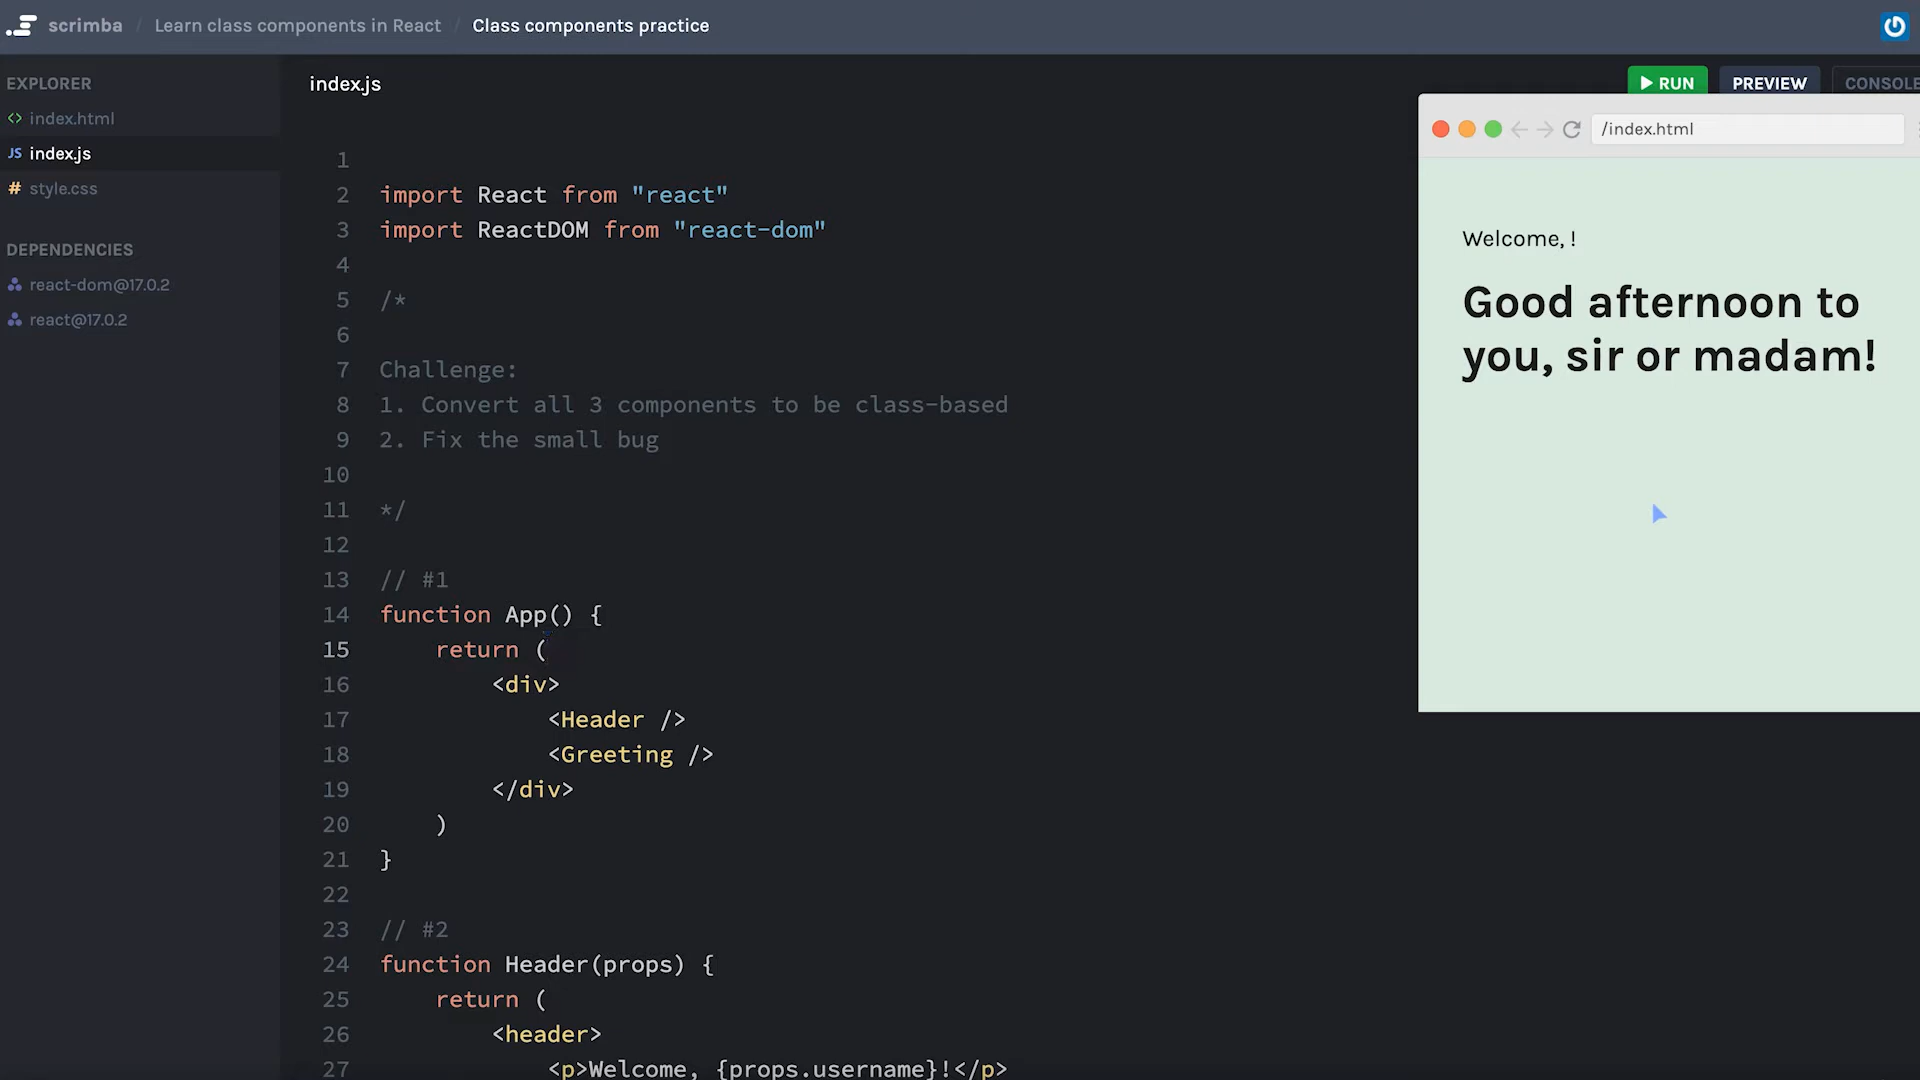 scrimba / Learn class components in React / Class components practice
EXPLORER
<> index.html
JS index.js
# style.css
DEPENDENCIES
react-dom@17.0.2
react@17.0.2
index.js
RUN PREVIEW CONSOLE
1
2 import React from "react"
3 import ReactDOM from "react-dom"
4
5 /*
6
7 Challenge:
8 1. Convert all 3 components to be class-based
9 2. Fix the small bug
10
11 */
12
13 // #1
14 function App() {
15 return (
16 <div>
17 <Header />
18 <Greeting />
19 </div>
20 )
21 }
22
23 // #2
24 function Header(props) {
25 return (
26 <header>
27 <p>Welcome, {props.username}!</p>
/index.html
Welcome, !
Good afternoon to
you, sir or madam!